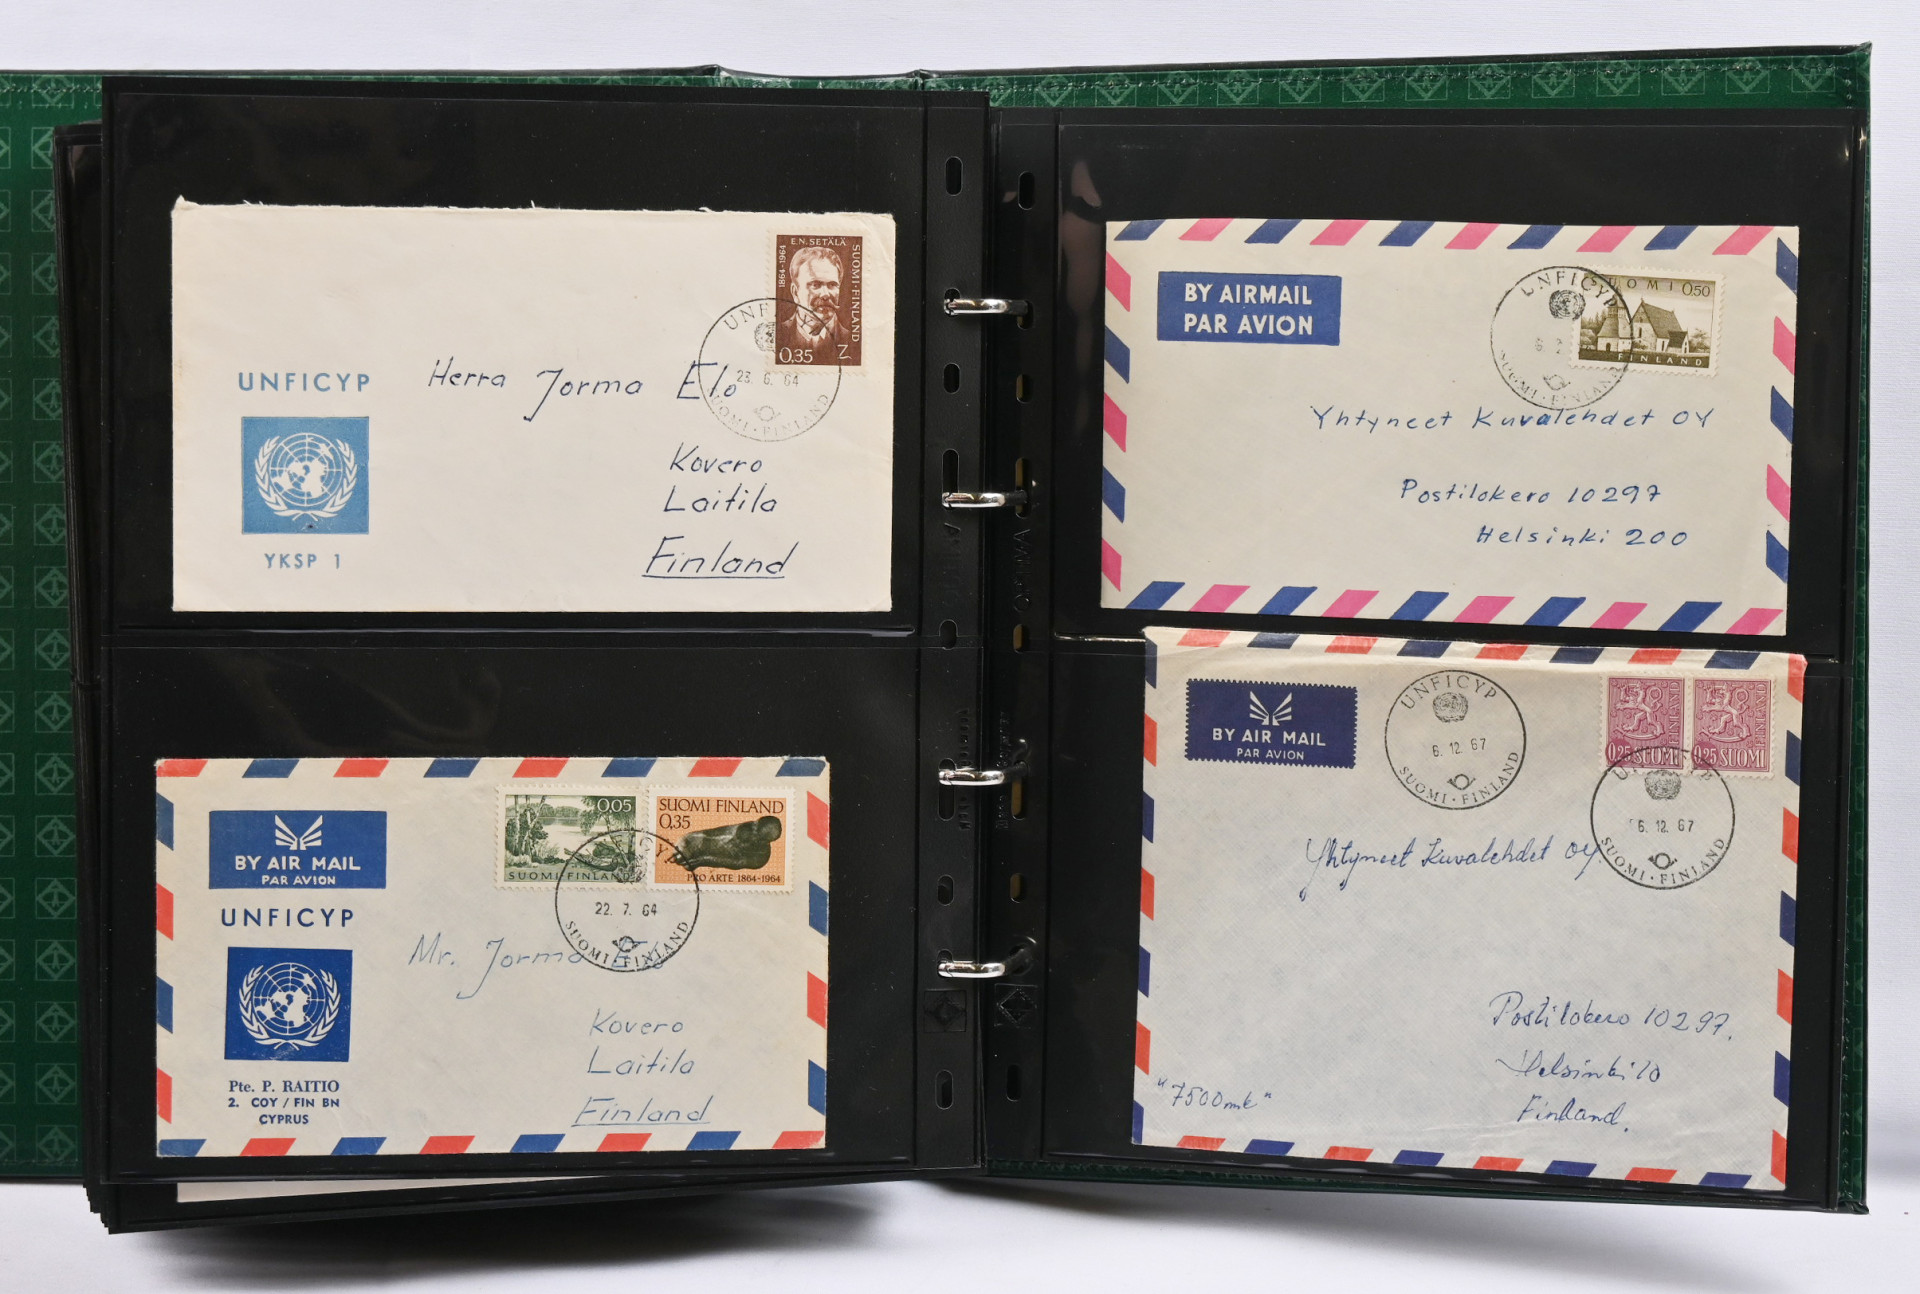 E.N. SETÄLÄ
1864-1964
SUOMI-FINLAND
0,35 Z
UNFICYP
23. 6. 64
SUOMI · FINLAND
UNFICYP
YKSP 1
Herra Jorma Elo
Kovero
Laitila
Finland
BY AIR MAIL
PAR AVION
UNFICYP
Pte. P. RAITIO
2. COY / FIN BN
CYPRUS
0,05
SUOMI-FINLAND
SUOMI FINLAND
0,35
PRO ARTE 1864-1964
22. 7. 64
SUOMI · FINLAND
Mr. Jorma Elo
Kovero
Laitila
Finland
BY AIRMAIL
PAR AVION
UNFICYP
SUOMI · FINLAND
SUOMI 0,50
FINLAND
Yhtyneet Kuvalehdet OY
Postilokero 10297
Helsinki 200
BY AIR MAIL
PAR AVION
UNFICYP
6. 12. 67
SUOMI · FINLAND
0,25 SUOMI
FINLAND
0,25 SUOMI
FINLAND
UNFICYP
6. 12. 67
SUOMI · FINLAND
Yhtyneet Kuvalehdet OY.
Postilokero 10297.
Helsinki 10
Finland.
"7500mk"